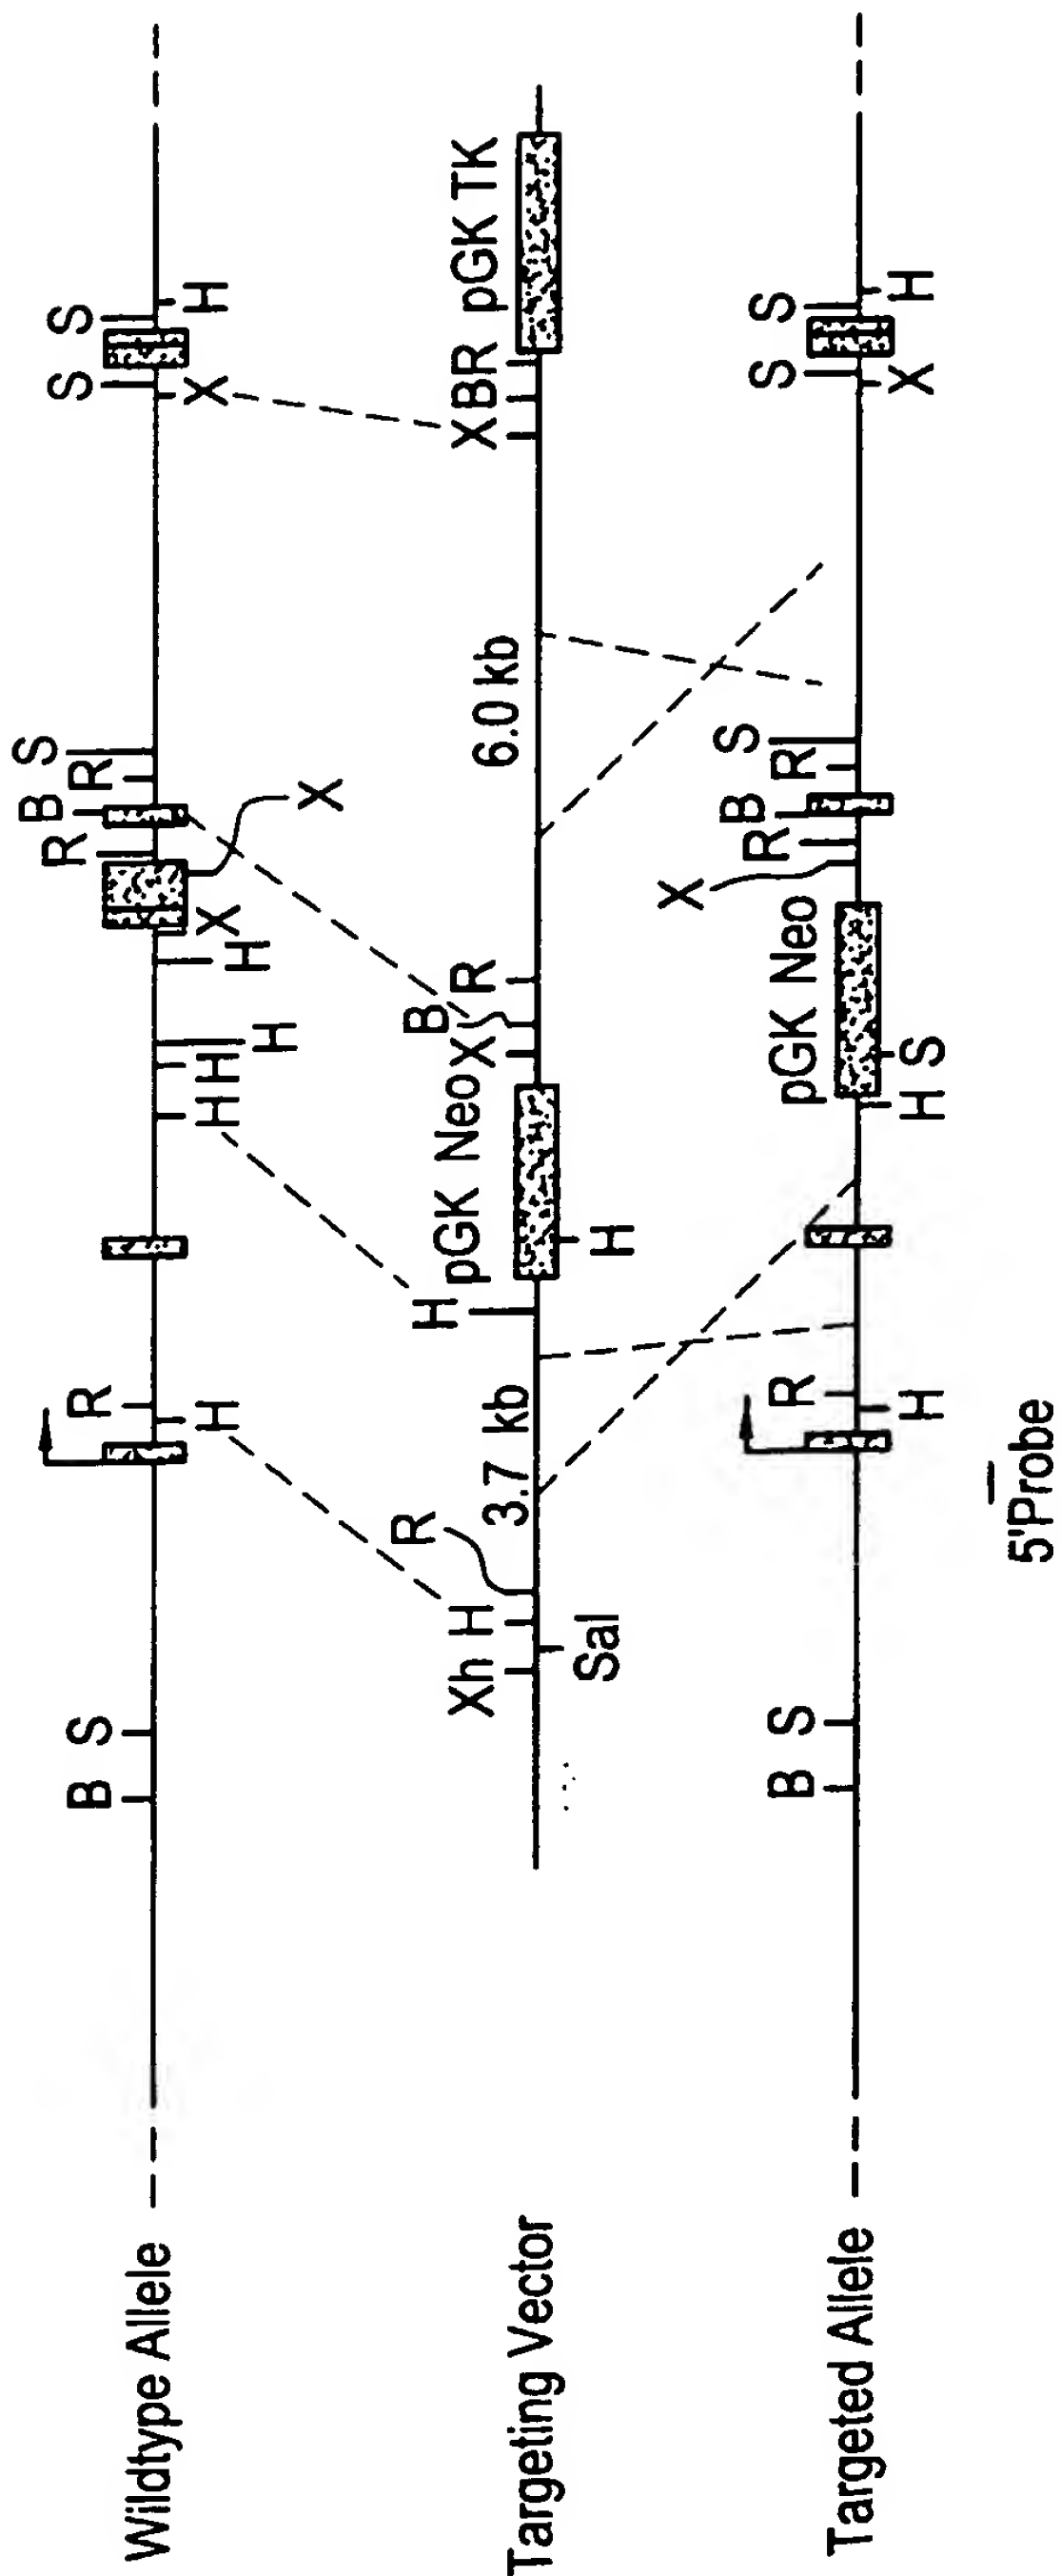 B S R R B R S S S
Wildtype Allele
H H H H H X X X H
Xh H R 3.7 kb H pGK Neo X B R 6.0 kb X B R pGK TK
Targeting Vector
Sal H
B S R pGK Neo X R B R S S S
Targeted Allele
H H S X H
5'Probe